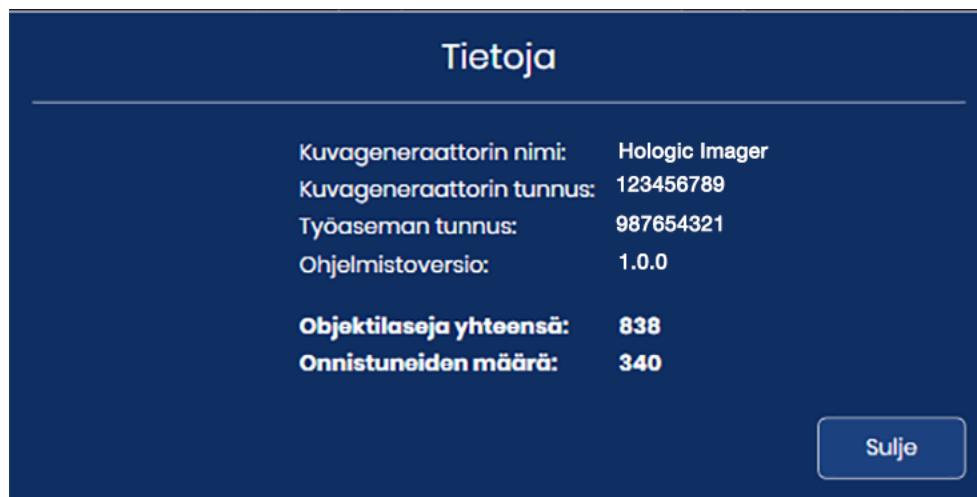 Tietoja
Kuvageneraattorin nimi: Hologic Imager
Kuvageneraattorin tunnus: 123456789
Työaseman tunnus: 987654321
Ohjelmistoversio: 1.0.0
Objektilaseja yhteensä: 838
Onnistuneiden määrä: 340
Sulje